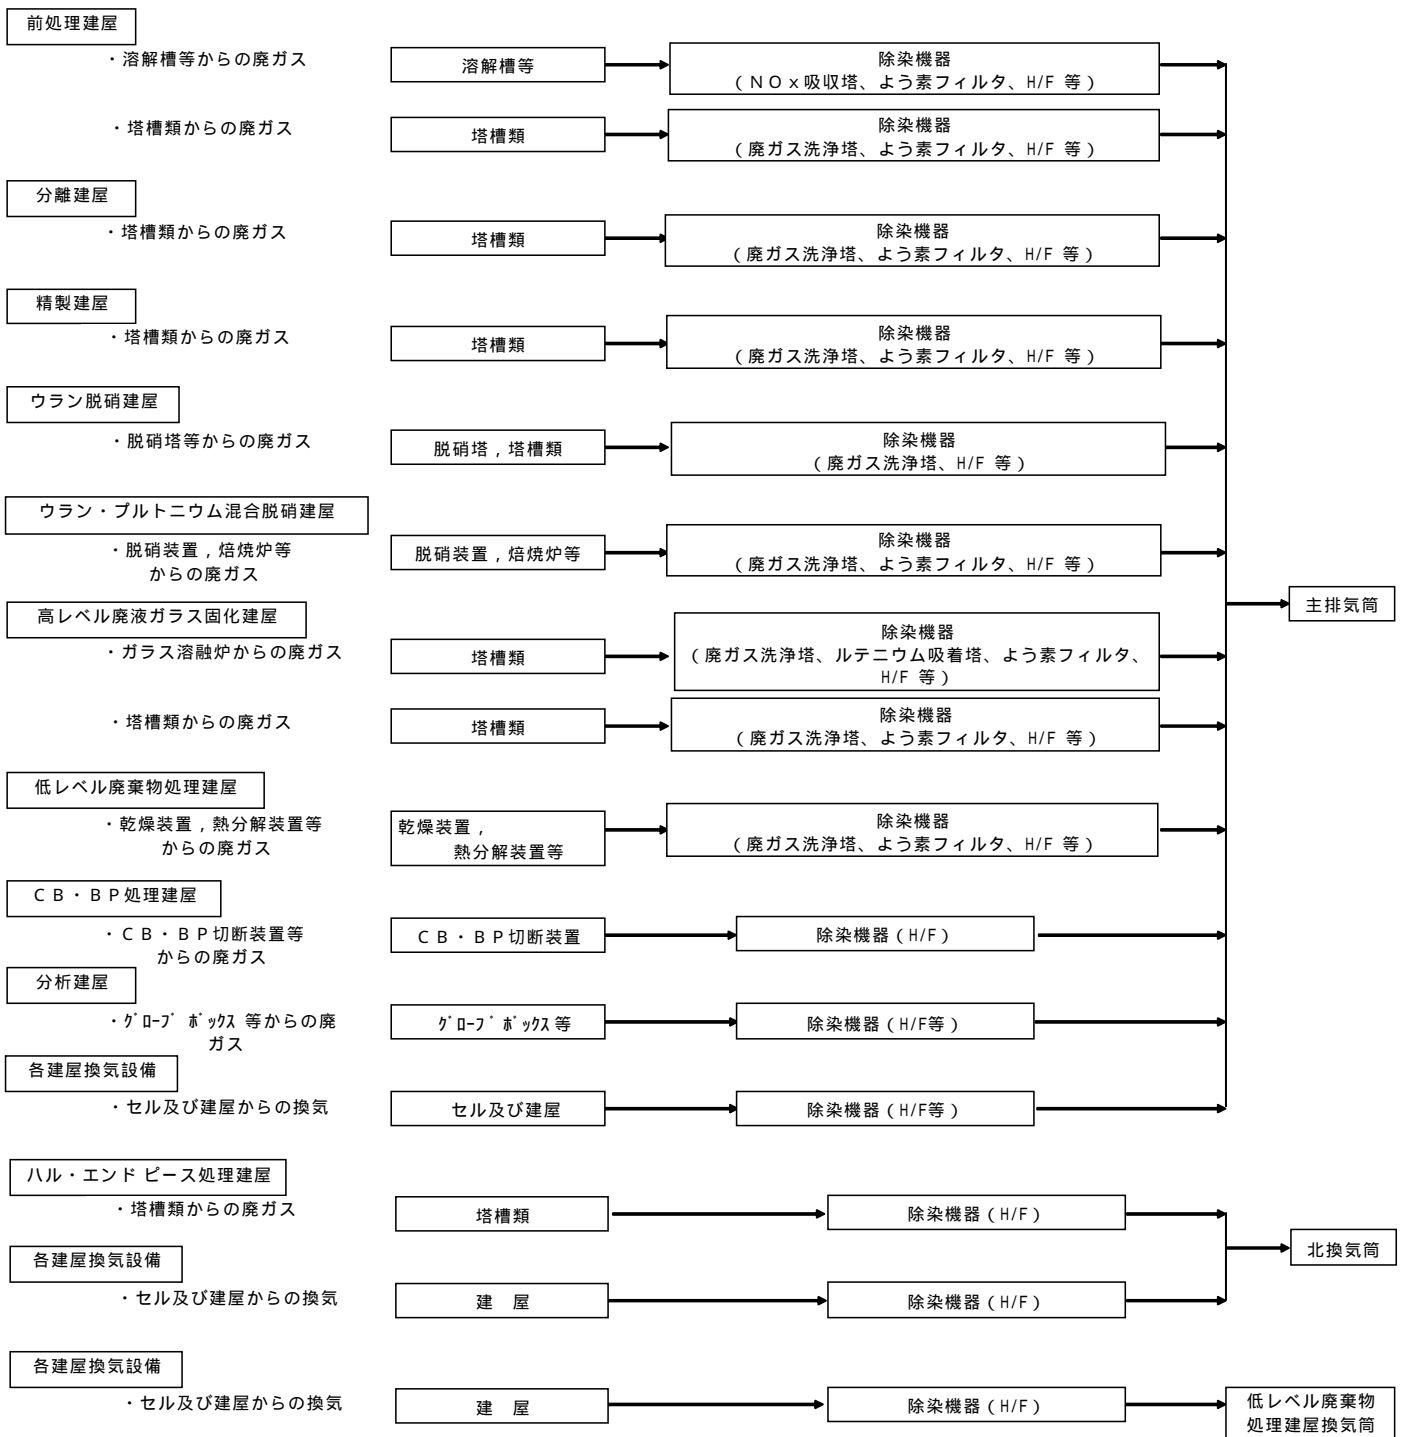 前処理建屋
・溶解槽等からの廃ガス
溶解槽等
除染機器
(ＮＯｘ吸収塔、よう素フィルタ、H/F 等)
・塔槽類からの廃ガス
塔槽類
除染機器
(廃ガス洗浄塔、よう素フィルタ、H/F 等)
分離建屋
・塔槽類からの廃ガス
塔槽類
除染機器
(廃ガス洗浄塔、よう素フィルタ、H/F 等)
精製建屋
・塔槽類からの廃ガス
塔槽類
除染機器
(廃ガス洗浄塔、よう素フィルタ、H/F 等)
ウラン脱硝建屋
・脱硝塔等からの廃ガス
脱硝塔，塔槽類
除染機器
(廃ガス洗浄塔、H/F 等)
ウラン・プルトニウム混合脱硝建屋
・脱硝装置，焙焼炉等
からの廃ガス
脱硝装置，焙焼炉等
除染機器
(廃ガス洗浄塔、よう素フィルタ、H/F 等)
主排気筒
高レベル廃液ガラス固化建屋
・ガラス溶融炉からの廃ガス
塔槽類
除染機器
(廃ガス洗浄塔、ルテニウム吸着塔、よう素フィルタ、
H/F 等)
・塔槽類からの廃ガス
塔槽類
除染機器
(廃ガス洗浄塔、よう素フィルタ、H/F 等)
低レベル廃棄物処理建屋
・乾燥装置，熱分解装置等
からの廃ガス
乾燥装置，
熱分解装置等
除染機器
(廃ガス洗浄塔、よう素フィルタ、H/F 等)
ＣＢ・ＢＰ処理建屋
・ＣＢ・ＢＰ切断装置等
からの廃ガス
ＣＢ・ＢＰ切断装置
除染機器(H/F)
分析建屋
・ｸﾞﾛｰﾌﾞ ﾎﾞｯｸｽ 等からの廃
ガス
ｸﾞﾛｰﾌﾞ ﾎﾞｯｸｽ 等
除染機器(H/F等)
各建屋換気設備
・セル及び建屋からの換気
セル及び建屋
除染機器(H/F等)
ハル・エンド ピース処理建屋
・塔槽類からの廃ガス
塔槽類
除染機器(H/F)
北換気筒
各建屋換気設備
・セル及び建屋からの換気
建　屋
除染機器(H/F)
各建屋換気設備
・セル及び建屋からの換気
建　屋
除染機器(H/F)
低レベル廃棄物
処理建屋換気筒